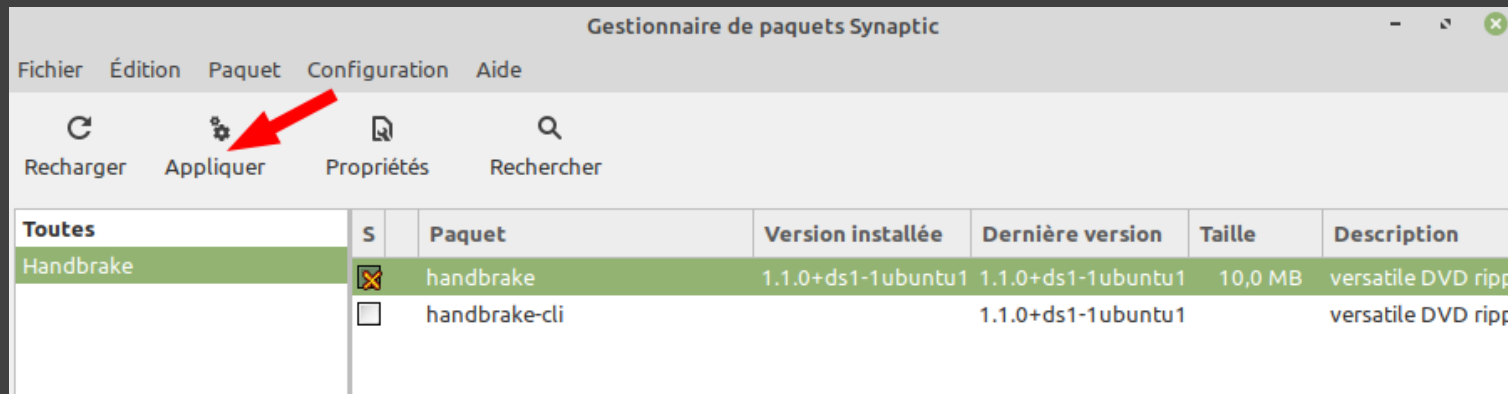 Gestionnaire de paquets Synaptic
Fichier Édition Paquet Configuration Aide
Recharger Appliquer Propriétés Rechercher
Toutes
Handbrake
S Paquet Version installée Dernière version Taille Description
handbrake 1.1.0+ds1-1ubuntu1 1.1.0+ds1-1ubuntu1 10,0 MB versatile DVD ripp
handbrake-cli 1.1.0+ds1-1ubuntu1 versatile DVD ripp